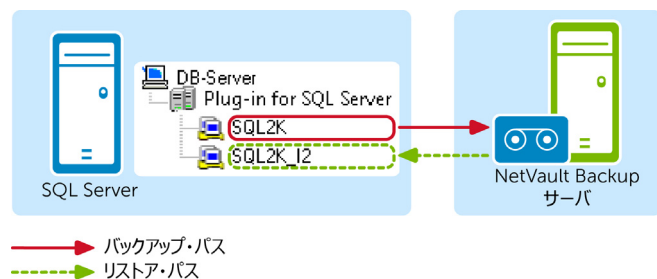 DB-Server
Plug-in for SQL Server
SQL2K
SQL2K_I2
SQL Server
NetVault Backup
サーバ
バックアップ・パス
リストア・パス